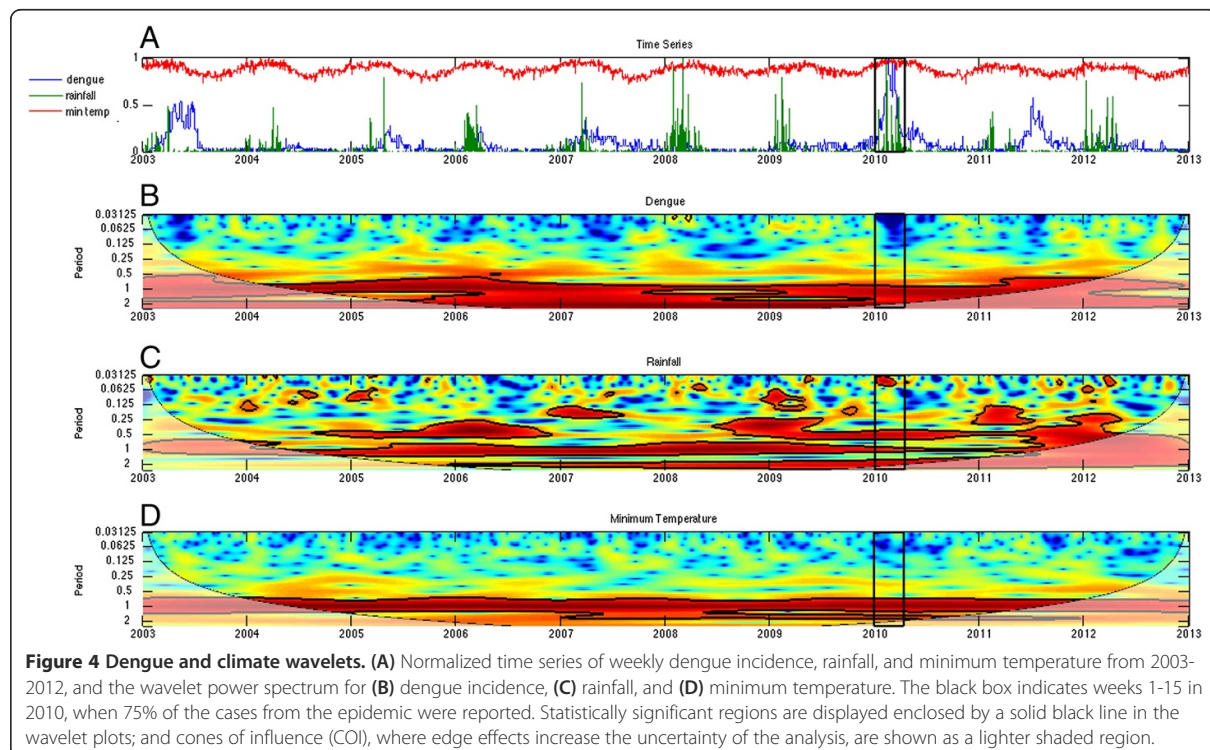 A
Time Series
dengue
rainfall
min temp
1
0.5
0
2003 2004 2005 2006 2007 2008 2009 2010 2011 2012 2013
B
Dengue
Period
0.03125
0.0625
0.125
0.25
0.5
1
2
2003 2004 2005 2006 2007 2008 2009 2010 2011 2012 2013
C
Rainfall
Period
0.03125
0.0625
0.125
0.25
0.5
1
2
2003 2004 2005 2006 2007 2008 2009 2010 2011 2012 2013
D
Minimum Temperature
Period
0.03125
0.0625
0.125
0.25
0.5
1
2
2003 2004 2005 2006 2007 2008 2009 2010 2011 2012 2013
Figure 4 Dengue and climate wavelets. (A) Normalized time series of weekly dengue incidence, rainfall, and minimum temperature from 2003-
2012, and the wavelet power spectrum for (B) dengue incidence, (C) rainfall, and (D) minimum temperature. The black box indicates weeks 1-15 in
2010, when 75% of the cases from the epidemic were reported. Statistically significant regions are displayed enclosed by a solid black line in the
wavelet plots; and cones of influence (COI), where edge effects increase the uncertainty of the analysis, are shown as a lighter shaded region.